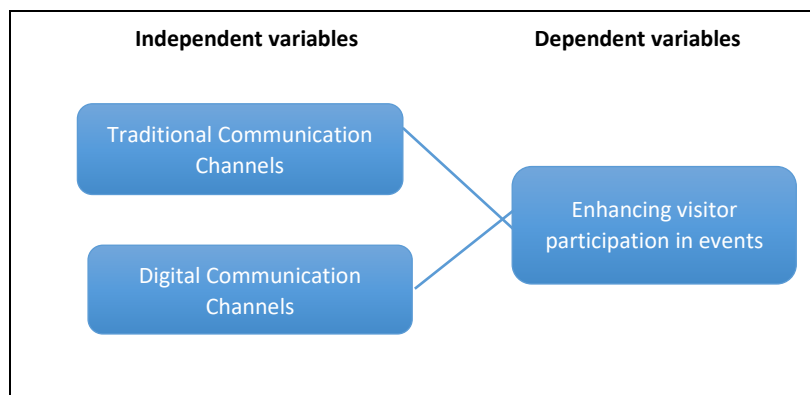 Independent variables
Dependent variables
Traditional Communication
Channels
Enhancing visitor
participation in events
Digital Communication
Channels